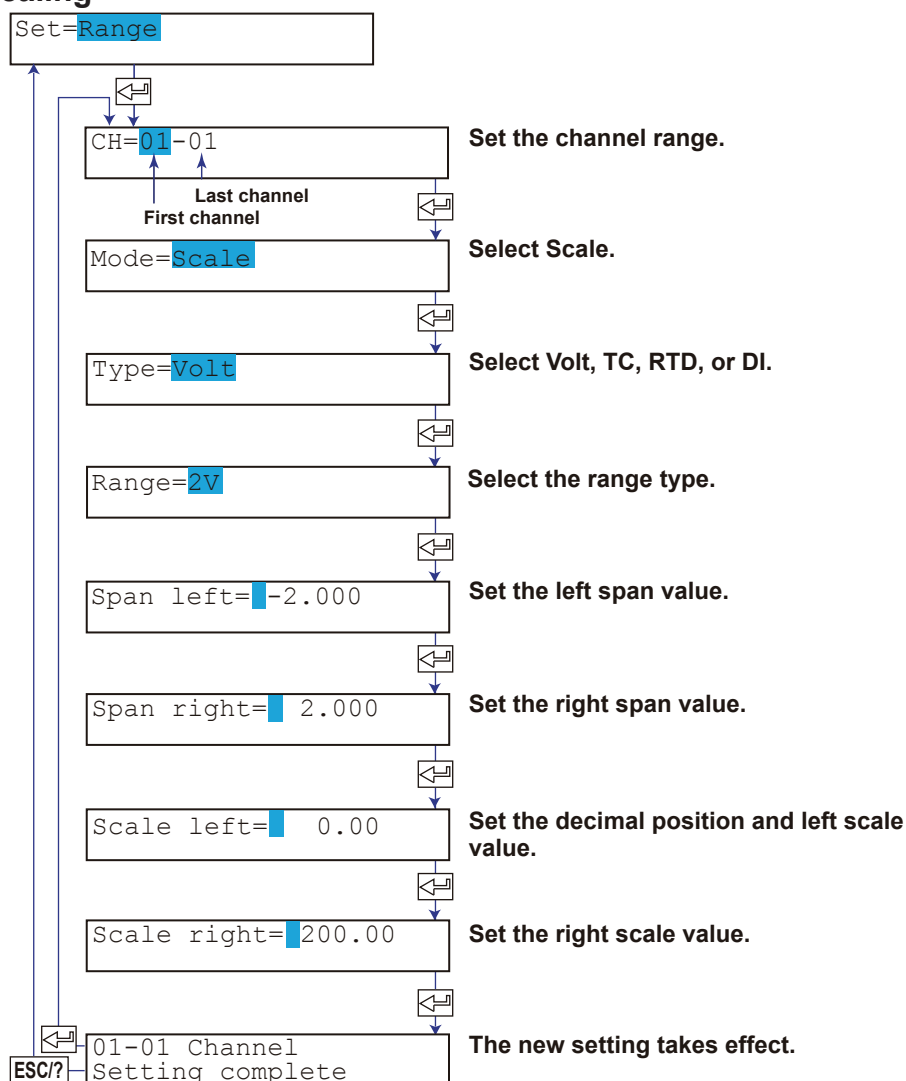 Set=Range
CH=01-01
Set the channel range.
Last channel
First channel
Mode=Scale
Select Scale.
Type=Volt
Select Volt, TC, RTD, or DI.
Range=2V
Select the range type.
Span left= -2.000
Set the left span value.
Span right= 2.000
Set the right span value.
Scale left= 0.00
Set the decimal position and left scale
value.
Scale right= 200.00
Set the right scale value.
01-01 Channel
Setting complete
The new setting takes effect.
ESC/?